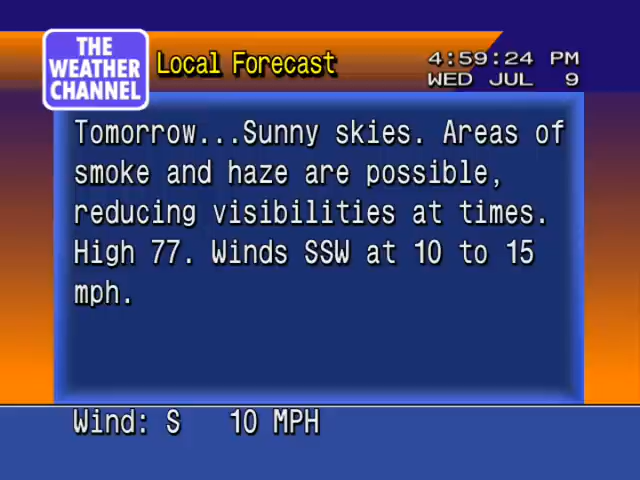 THE
WEATHER
CHANNEL
Local Forecast
4:59:24 PM
WED JUL 9
Tomorrow...Sunny skies. Areas of
smoke and haze are possible,
reducing visibilities at times.
High 77. Winds SSW at 10 to 15
mph.
Wind: S 10 MPH